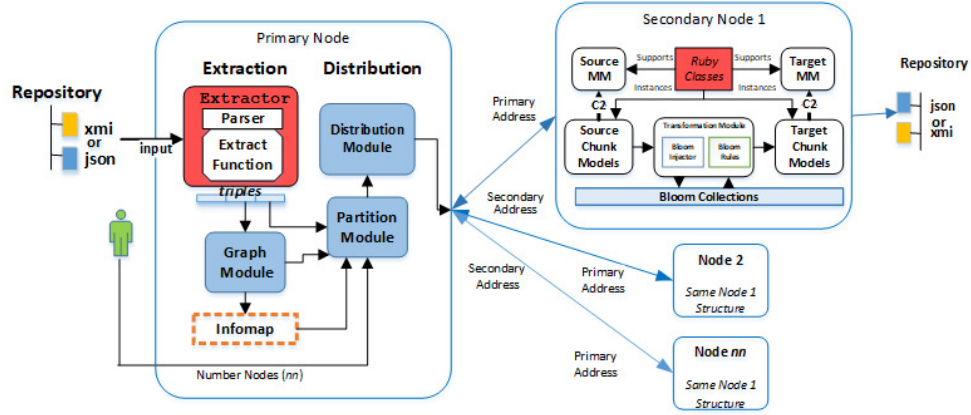 Primary Node
Extraction
Distribution
Repository
xmi
or
json
input
Extractor
Parser
Extract
Function
triples
Graph
Module
Infomap
Distribution
Module
Partition
Module
Number Nodes (nn)
Primary
Address
Secondary
Address
Secondary
Address
Primary
Address
Primary
Address
Secondary Node 1
Source
MM
Supports
Instances
Ruby
Classes
Supports
Instances
Target
MM
C2
C2
Source
Chunk
Models
Transformation Module
Bloom
Injector
Bloom
Rules
Target
Chunk
Models
Bloom Collections
Repository
json
or
xmi
Node 2
Same Node 1
Structure
Node nn
Same Node 1
Structure